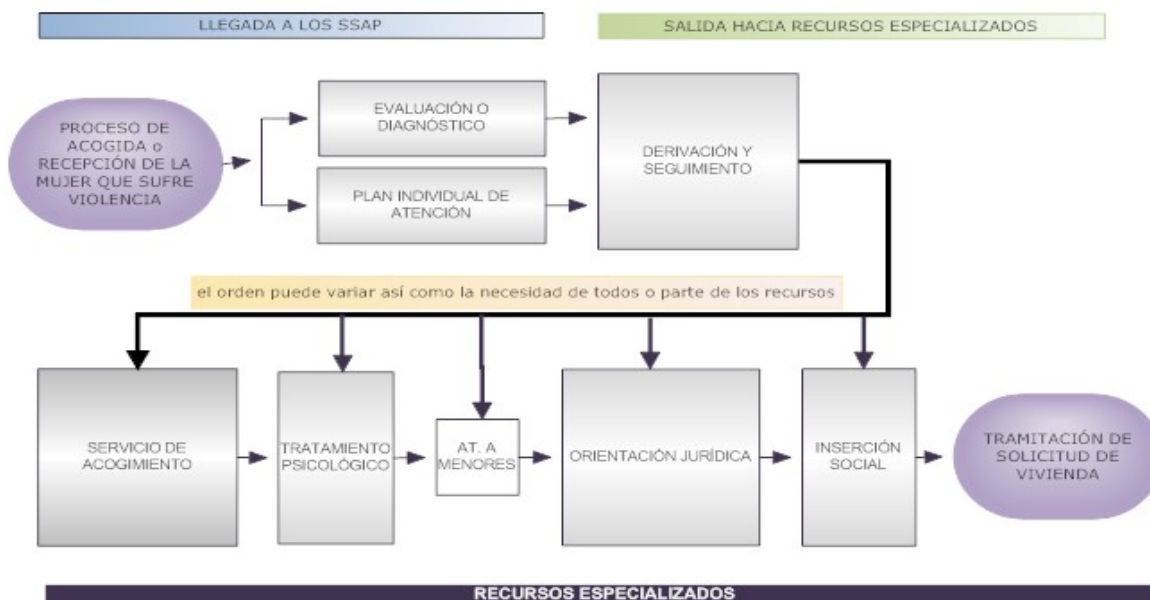 LLEGADA A LOS SSAP
SALIDA HACIA RECURSOS ESPECIALIZADOS
PROCESO DE
ACOGIDA o
RECEPCIÓN DE LA
MUJER QUE SUFRE
VIOLENCIA
EVALUACIÓN O
DIAGNÓSTICO
PLAN INDIVIDUAL DE
ATENCIÓN
DERIVACIÓN Y
SEGUIMIENTO
el orden puede variar así como la necesidad de todos o parte de los recursos
SERVICIO DE
ACOGIMIENTO
TRATAMIENTO
PSICOLÓGICO
AT. A
MENORES
ORIENTACIÓN JURÍDICA
INSERCIÓN
SOCIAL
TRAMITACIÓN DE
SOLICITUD DE
VIVIENDA
RECURSOS ESPECIALIZADOS